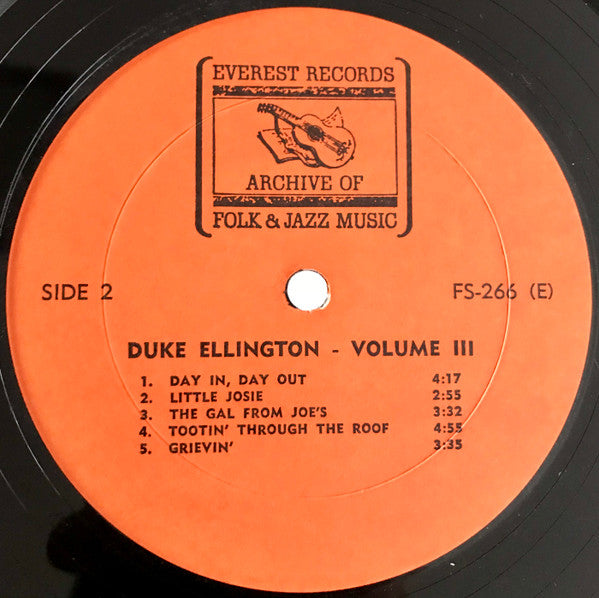 EVEREST RECORDS
ARCHIVE OF
FOLK & JAZZ MUSIC
SIDE 2 FS-266 (E)
DUKE ELLINGTON - VOLUME III
1. DAY IN, DAY OUT 4:17
2. LITTLE JOSIE 2:55
3. THE GAL FROM JOE'S 3:32
4. TOOTIN' THROUGH THE ROOF 4:55
5. GRIEVIN' 3:35